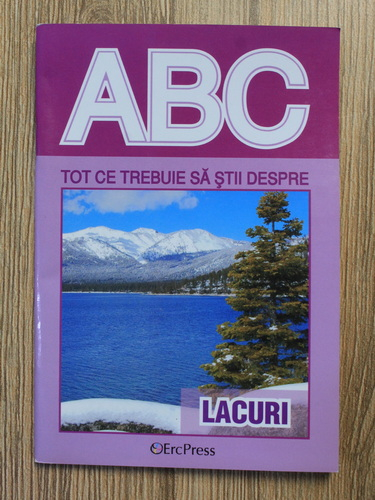 ABC
TOT CE TREBUIE SĂ ŞTII DESPRE
LACURI
ErcPress